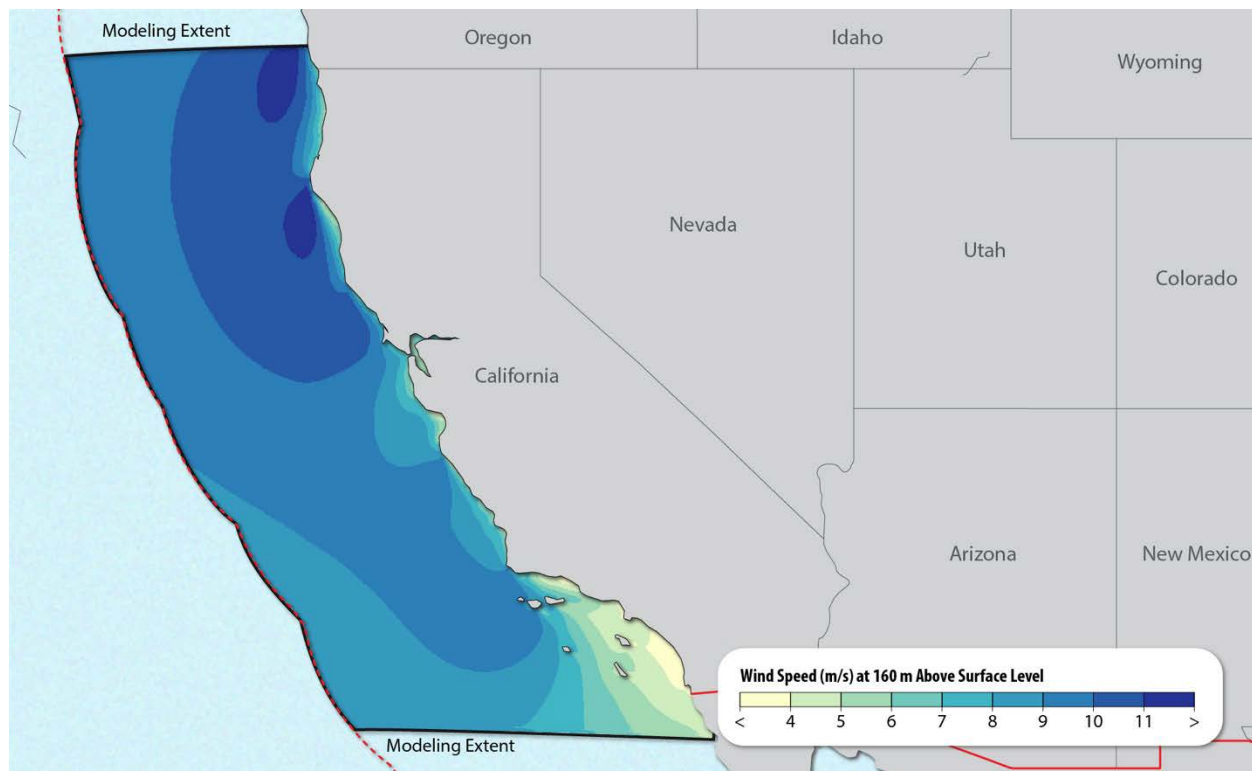 Modeling Extent
Oregon
Idaho
Wyoming
Nevada
Utah
Colorado
California
Arizona
New Mexico
Wind Speed (m/s) at 160 m Above Surface Level
< 4 5 6 7 8 9 10 11 >
Modeling Extent